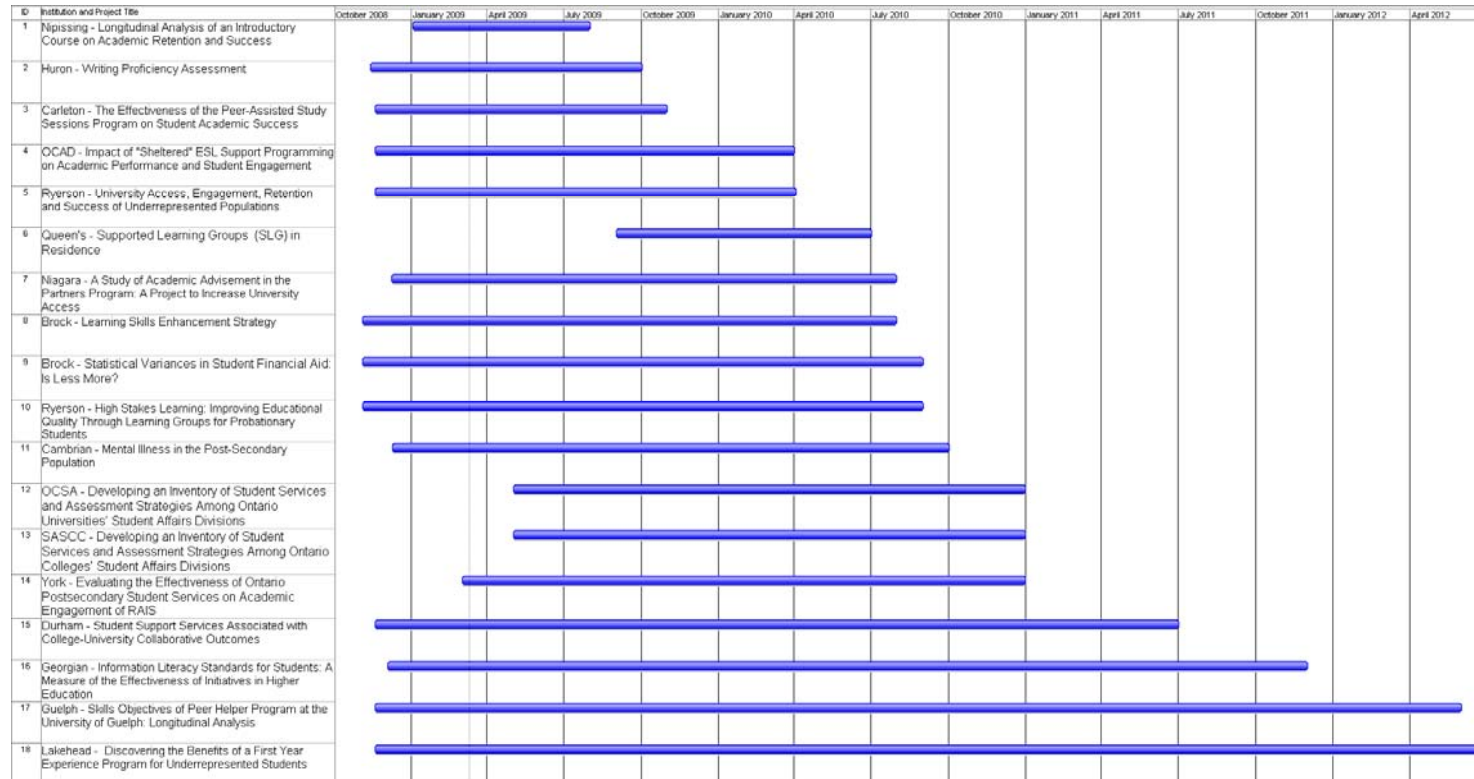 ID Institution and Project Title October 2008 January 2009 April 2009 July 2009 October 2009 January 2010 April 2010 July 2010 October 2010 January 2011 April 2011 July 2011 October 2011 January 2012 April 2012
1 Nipissing - Longitudinal Analysis of an Introductory
Course on Academic Retention and Success
2 Huron - Writing Proficiency Assessment
3 Carleton - The Effectiveness of the Peer-Assisted Study
Sessions Program on Student Academic Success
4 OCAD - Impact of "Sheltered" ESL Support Programming
on Academic Performance and Student Engagement
5 Ryerson - University Access, Engagement, Retention
and Success of Underrepresented Populations
6 Queen's - Supported Learning Groups (SLG) in
Residence
7 Niagara - A Study of Academic Advisement in the
Partners Program: A Project to Increase University
Access
8 Brock - Learning Skills Enhancement Strategy
9 Brock - Statistical Variances in Student Financial Aid:
Is Less More?
10 Ryerson - High Stakes Learning: Improving Educational
Quality Through Learning Groups for Probationary
Students
11 Cambrian - Mental Illness in the Post-Secondary
Population
12 OCSA - Developing an Inventory of Student Services
and Assessment Strategies Among Ontario
Universities' Student Affairs Divisions
13 SASCC - Developing an Inventory of Student
Services and Assessment Strategies Among Ontario
Colleges' Student Affairs Divisions
14 York - Evaluating the Effectiveness of Ontario
Postsecondary Student Services on Academic
Engagement of RAIS
15 Durham - Student Support Services Associated with
College-University Collaborative Outcomes
16 Georgian - Information Literacy Standards for Students: A
Measure of the Effectiveness of Initiatives in Higher
Education
17 Guelph - Skills Objectives of Peer Helper Program at the
University of Guelph: Longitudinal Analysis
18 Lakehead - Discovering the Benefits of a First Year
Experience Program for Underrepresented Students